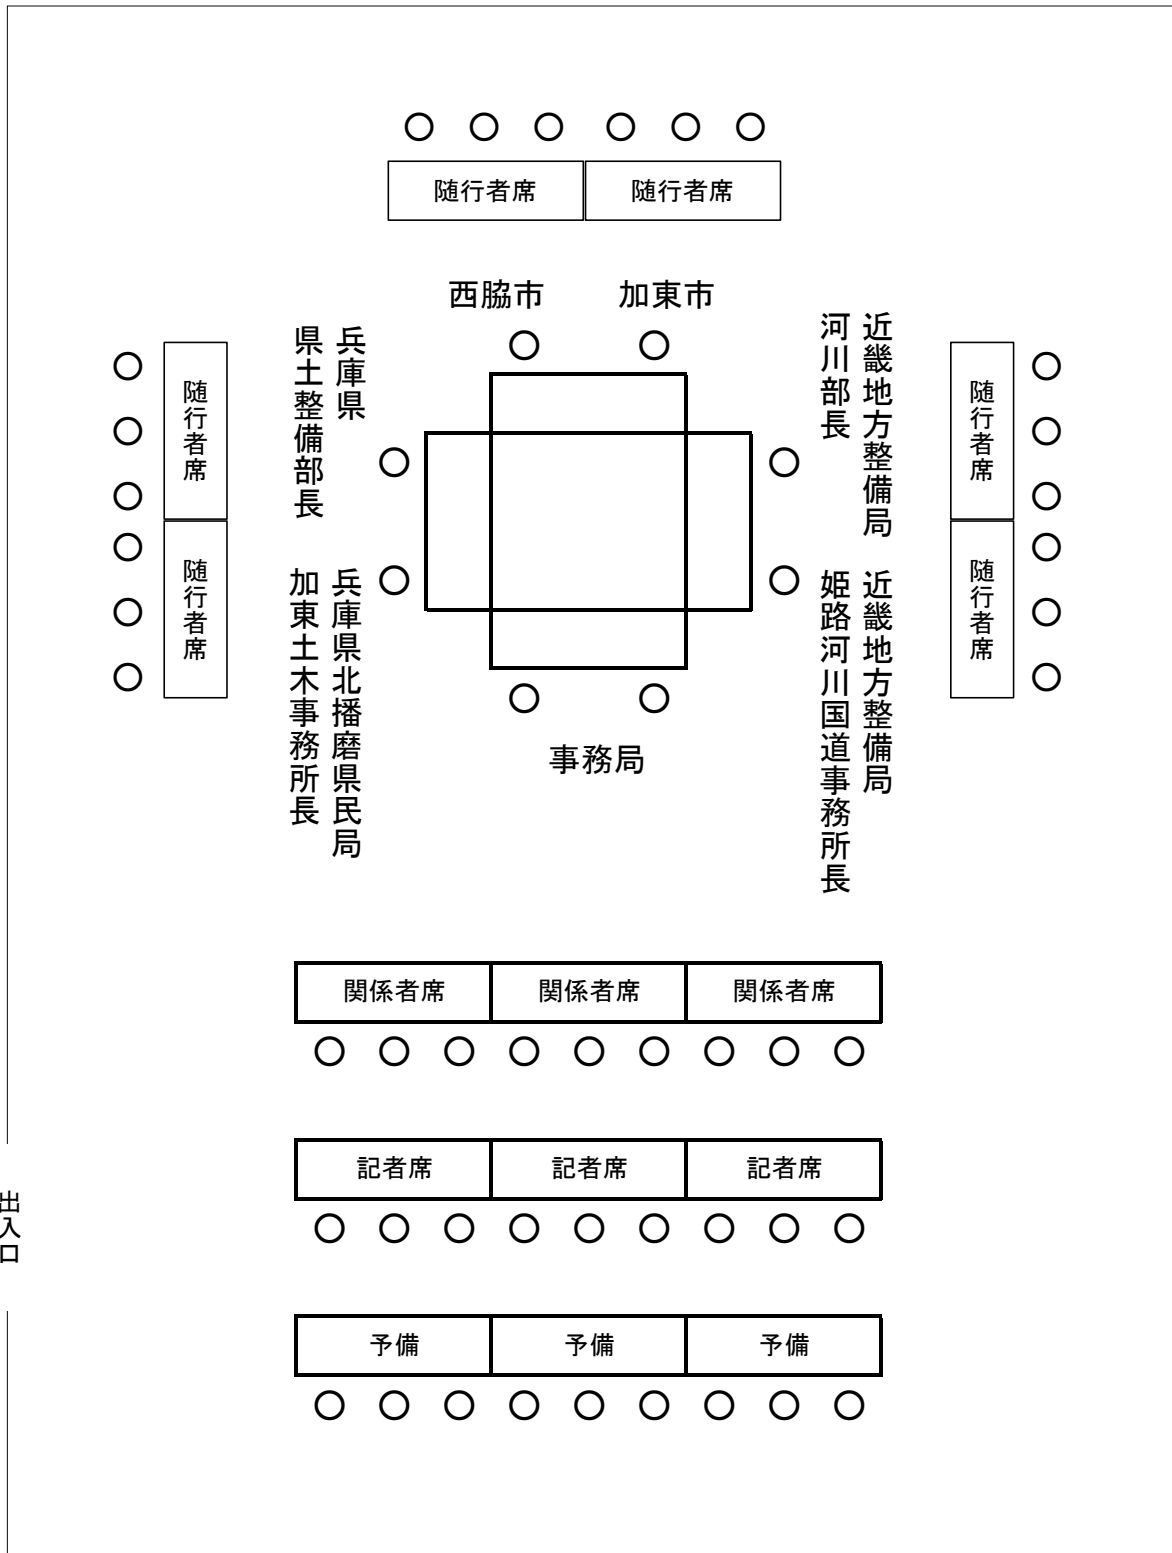 随行者席
随行者席
西脇市
加東市
兵庫県
県土整備部長
近畿地方整備局
河川部長
随行者席
随行者席
随行者席
随行者席
兵庫県北播磨県民局
加東土木事務所長
近畿地方整備局
姫路河川国道事務所長
事務局
関係者席
関係者席
関係者席
記者席
記者席
記者席
出入口
予備
予備
予備